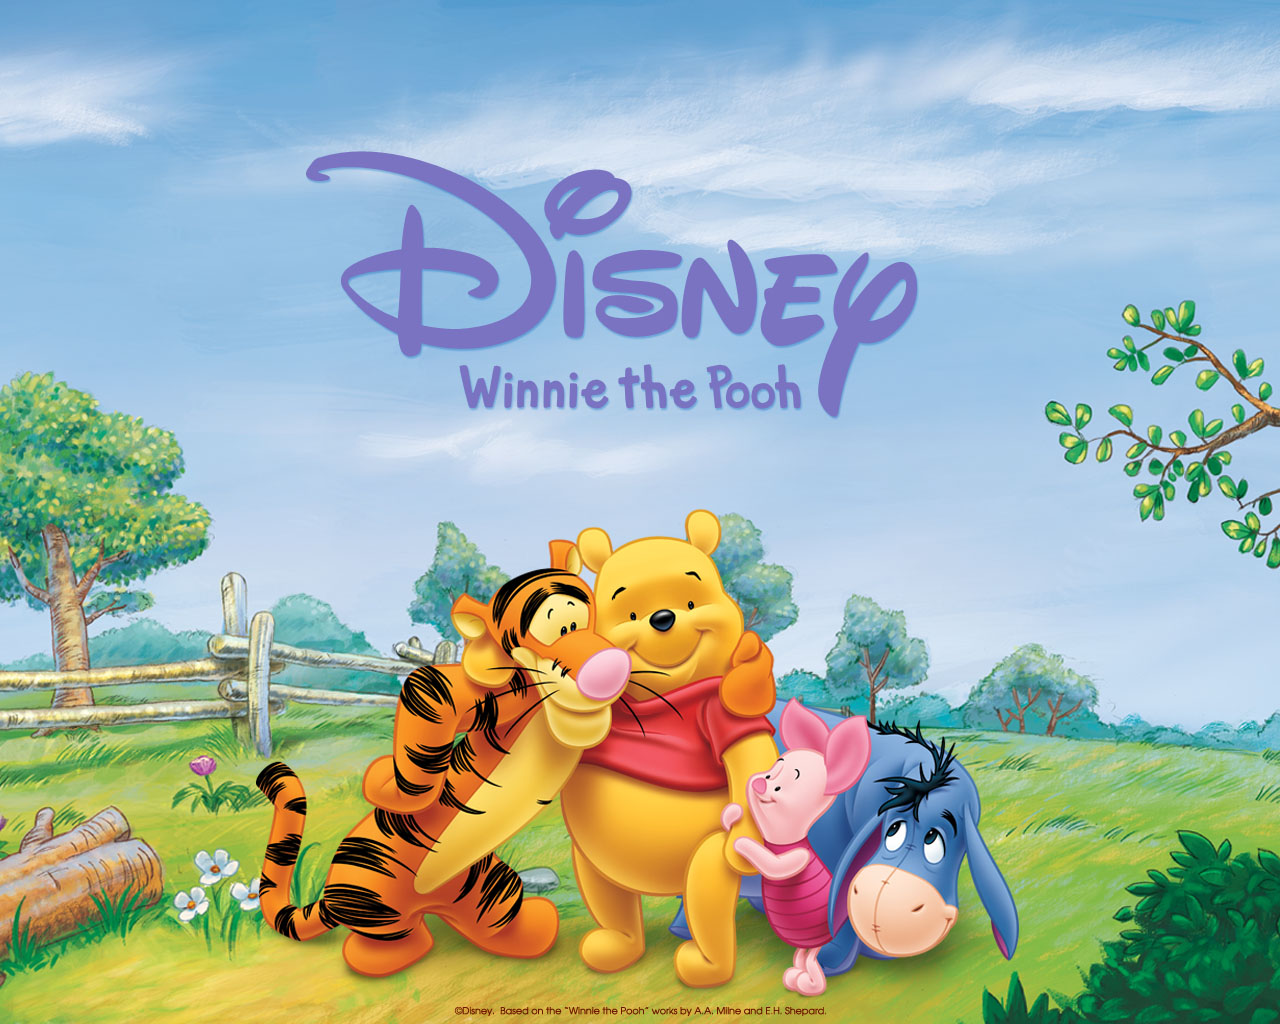 Disney
Winnie the Pooh
©Disney. Based on the "Winnie the Pooh" works by A.A. Milne and E.H. Shepard.